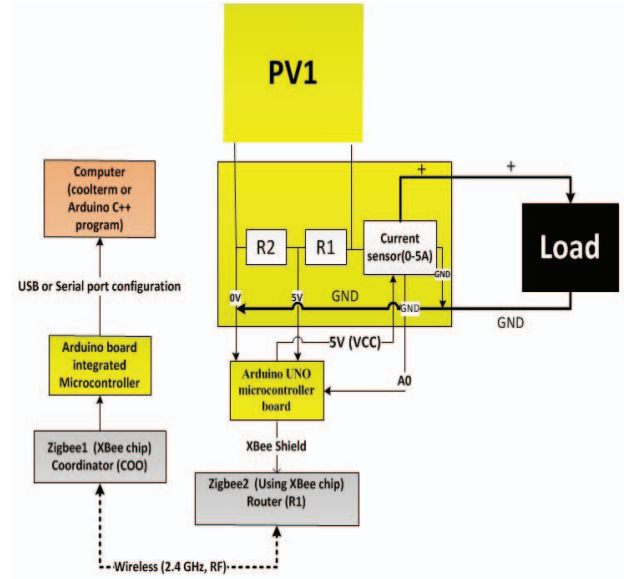 PV1
Computer
(coolterm or
Arduino C++
program)
USB or Serial port configuration
Arduino board
integrated
Microcontroller
Zigbee1 (XBee chip)
Coordinator (COO)
R2
R1
Current
sensor(0-5A)
+
+
Load
GND
0V
5V
GND
GND
GND
5V (VCC)
A0
Arduino UNO
microcontroller
board
XBee Shield
Zigbee2 (Using XBee chip)
Router (R1)
Wireless (2.4 GHz, RF)